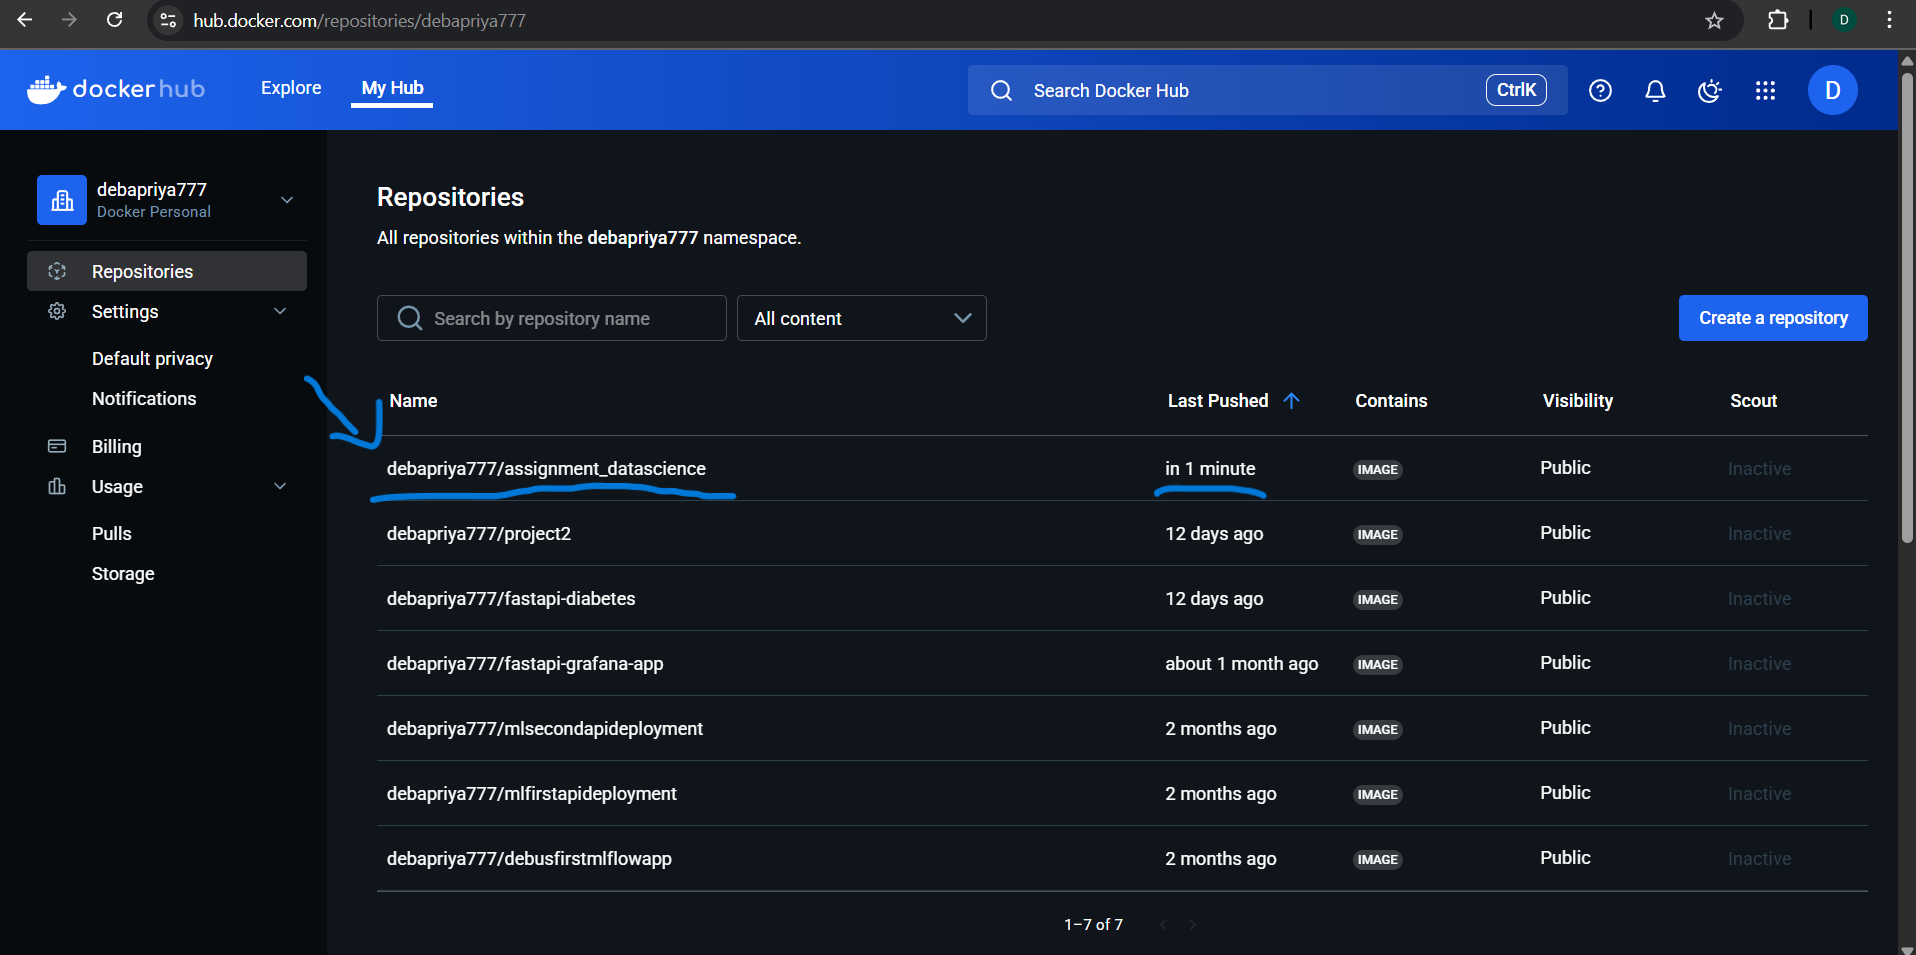 hub.docker.com/repositories/debapriya777
D
dockerhub
Explore
My Hub
Search Docker Hub
CtrlK
D
debapriya777
Docker Personal
Repositories
Settings
Default privacy
Notifications
Billing
Usage
Pulls
Storage
Repositories
All repositories within the debapriya777 namespace.
Search by repository name
All content
Create a repository
Name Last Pushed Contains Visibility Scout
debapriya777/assignment_datascience in 1 minute IMAGE Public Inactive
debapriya777/project2 12 days ago IMAGE Public Inactive
debapriya777/fastapi-diabetes 12 days ago IMAGE Public Inactive
debapriya777/fastapi-grafana-app about 1 month ago IMAGE Public Inactive
debapriya777/mlsecondapideployment 2 months ago IMAGE Public Inactive
debapriya777/mlfirstapideployment 2 months ago IMAGE Public Inactive
debapriya777/debusfirstmlflowapp 2 months ago IMAGE Public Inactive
1–7 of 7